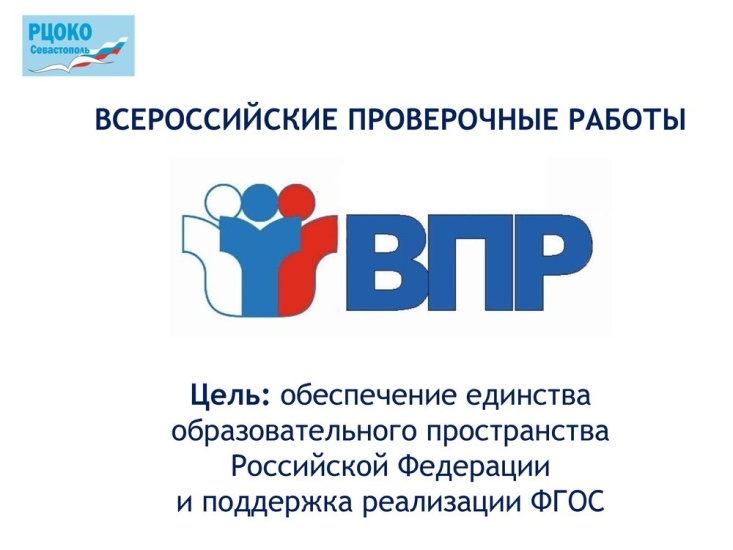 РЦОКО
Севастополь
ВСЕРОССИЙСКИЕ ПРОВЕРОЧНЫЕ РАБОТЫ
ВПР
Цель: обеспечение единства
образовательного пространства
Российской Федерации
и поддержка реализации ФГОС